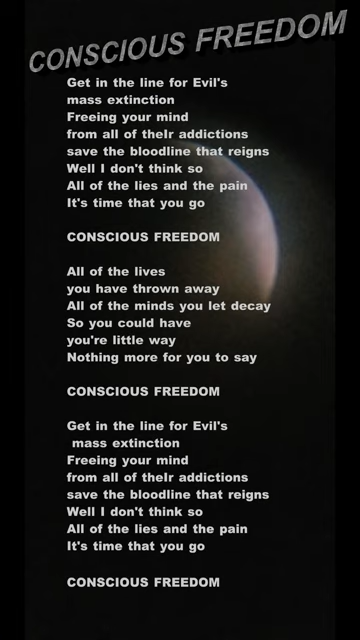 CONSCIOUS FREEDOM
Get in the line for Evil's
mass extinction
Freeing your mind
from all of theIr addictions
save the bloodline that reigns
Well I don't think so
All of the lies and the pain
It's time that you go
CONSCIOUS FREEDOM
All of the lives
you have thrown away
All of the minds you let decay
So you could have
you're little way
Nothing more for you to say
CONSCIOUS FREEDOM
Get in the line for Evil's
mass extinction
Freeing your mind
from all of theIr addictions
save the bloodline that reigns
Well I don't think so
All of the lies and the pain
It's time that you go
CONSCIOUS FREEDOM